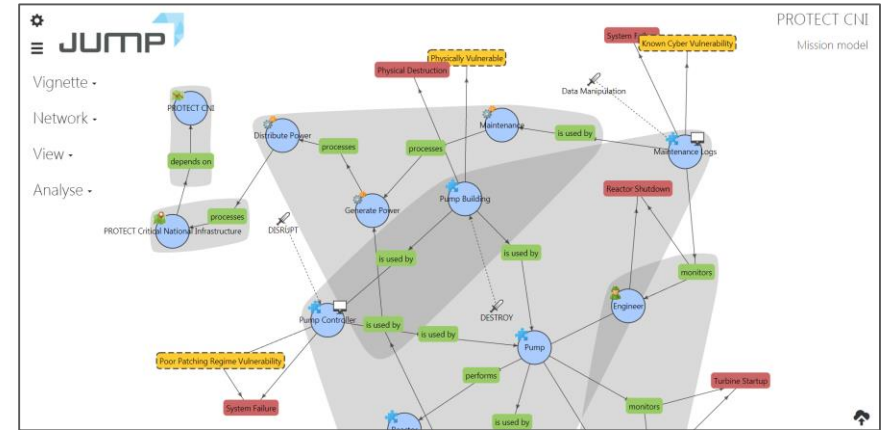 JUMP
PROTECT CNI
Mission model
Vignette
Network
View
Analyse
System Failure
Known Cyber Vulnerability
Physically Vulnerable
Physical Destruction
Data Manipulation
PROTECT CNI
Distribute Power
Maintenance
is used by
processes
processes
Maintenance Logs
depends on
Reactor Shutdown
Pump Building
Generate Power
processes
PROTECT Critical National Infrastructure
DISRUPT
is used by
is used by
monitors
Engineer
DESTROY
Pump Controller
is used by
is used by
Pump
Poor Patching Regime Vulnerability
performs
Turbine Startup
System Failure
monitors
is used by
Reactor